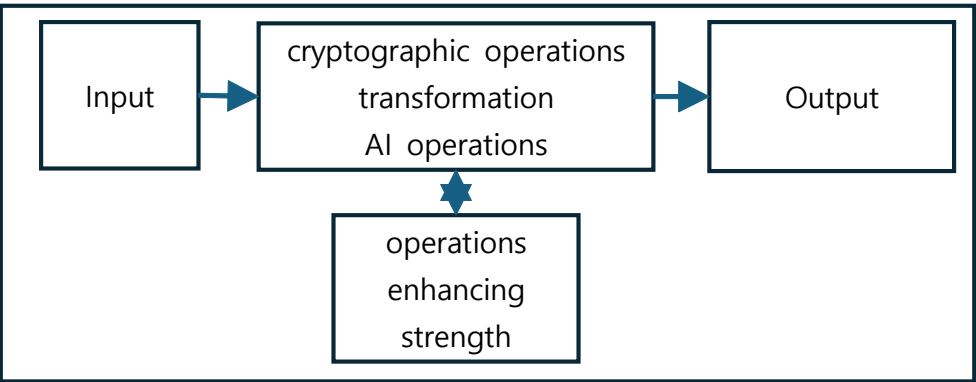 Input
cryptographic operations
transformation
AI operations
Output
operations
enhancing
strength